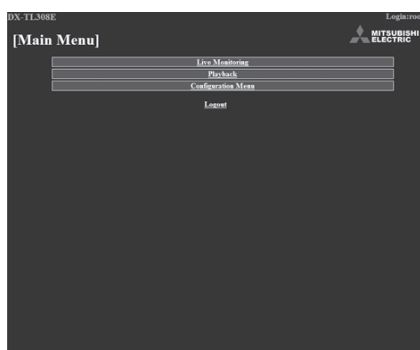 DX-TL308E
Login:roo
[Main Menu]
MITSUBISHI
ELECTRIC
Live Monitoring
Playback
Configuration Menu
Logout